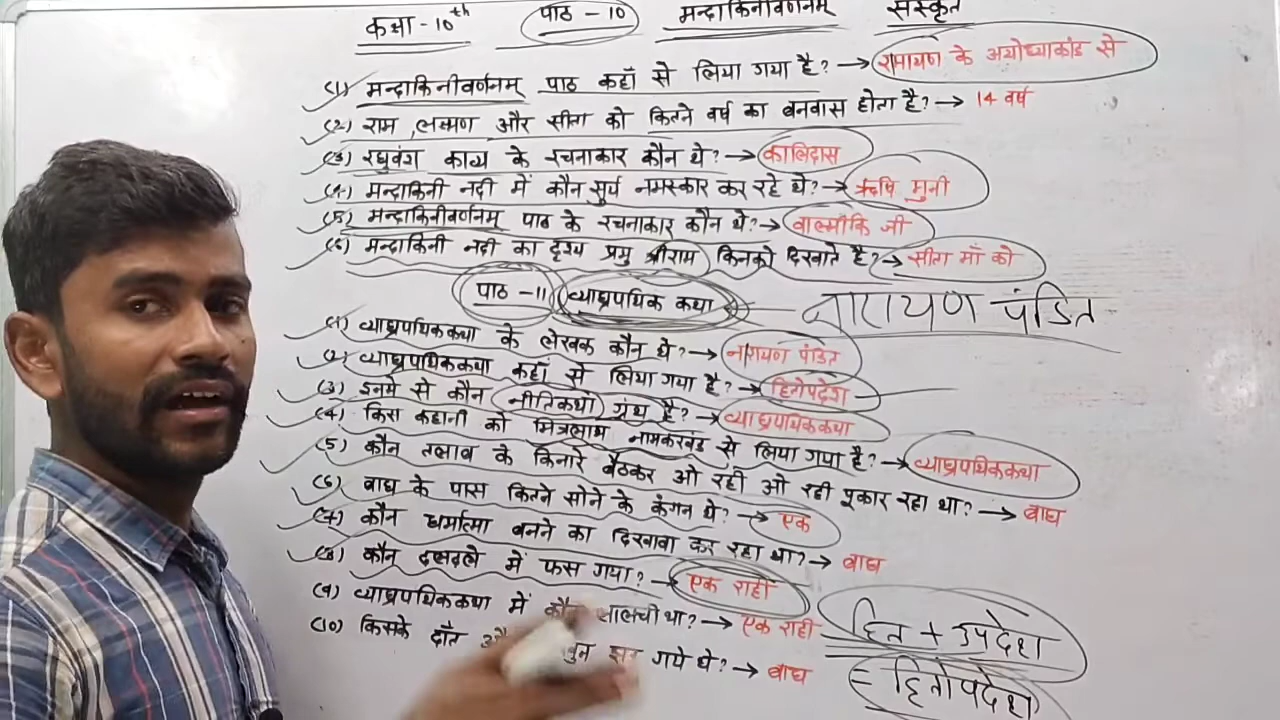 कक्षा - 10th पाठ - 10 मन्दाकिनीवर्णनम् संस्कृत
(1) मन्दाकिनीवर्णनम् पाठ कहाँ से लिया गया है? → रामायण के अयोध्याकांड से
(2) राम, लक्ष्मण और सीता को कितने वर्ष का वनवास होता है? → 14 वर्ष
(3) रघुवंश काव्य के रचनाकार कौन थे? → कालिदास
(4) मन्दाकिनी नदी में कौन सुर्य नमस्कार कर रहे थे? → ऋषि मुनी
(5) मन्दाकिनीवर्णनम् पाठ के रचनाकार कौन थे? → वाल्मीकि जी
(6) मन्दाकिनी नदी का दृश्य प्रभु श्रीराम किनको दिखाते है? → सीता माँ को
पाठ - 11 व्याघ्रपथिक कथा नारायण पंडित
(1) व्याघ्रपथिककथा के लेखक कौन थे? → नारायण पंडित
(2) व्याघ्रपथिककथा कहाँ से लिया गया है? → हितोपदेश
(3) इनमे से कौन नीतिकथा ग्रंथ है? → व्याघ्रपथिककथा
(4) किस कहानी को मित्रलाभ नामकखंड से लिया गया है? → व्याघ्रपथिककथा
(5) कौन तलाब के किनारे बैठकर ओ रही ओ रही पुकार रहा था? → बाघ
(6) बाघ के पास कितने सोने के कंगन थे? → एक
(7) कौन धर्मात्मा बनने का दिखावा कर रहा था? → बाघ
(8) कौन दलदले में फस गया? → एक राही
(9) व्याघ्रपथिककथा में कौन लालची था? → एक राही
(10) किसके दाँत गये थे? → बाघ
हित + उपदेश
= हितोपदेश